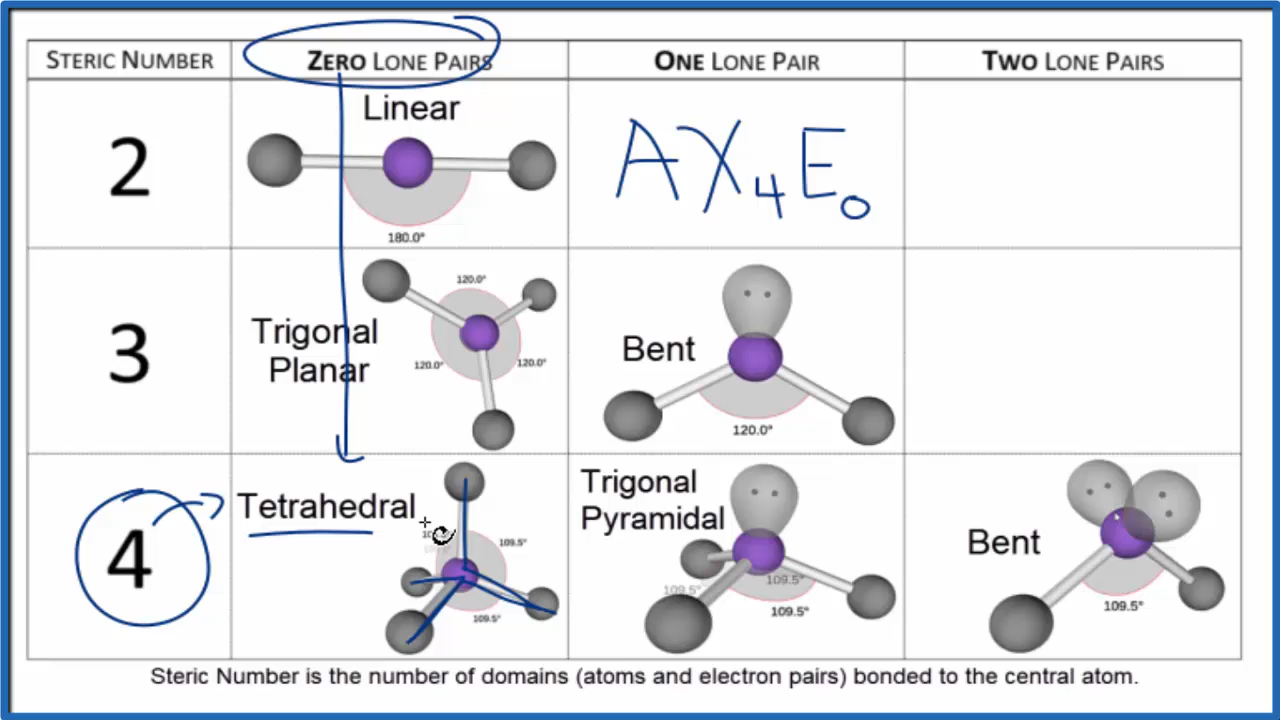 STERIC NUMBER
ZERO LONE PAIRS
ONE LONE PAIR
TWO LONE PAIRS
2
Linear
180.0°
AX₄E₀
3
Trigonal
Planar
120.0°
120.0°
120.0°
Bent
120.0°
4
Tetrahedral
109.5°
109.5°
Trigonal
Pyramidal
109.5°
109.5°
109.5°
Bent
109.5°
Steric Number is the number of domains (atoms and electron pairs) bonded to the central atom.